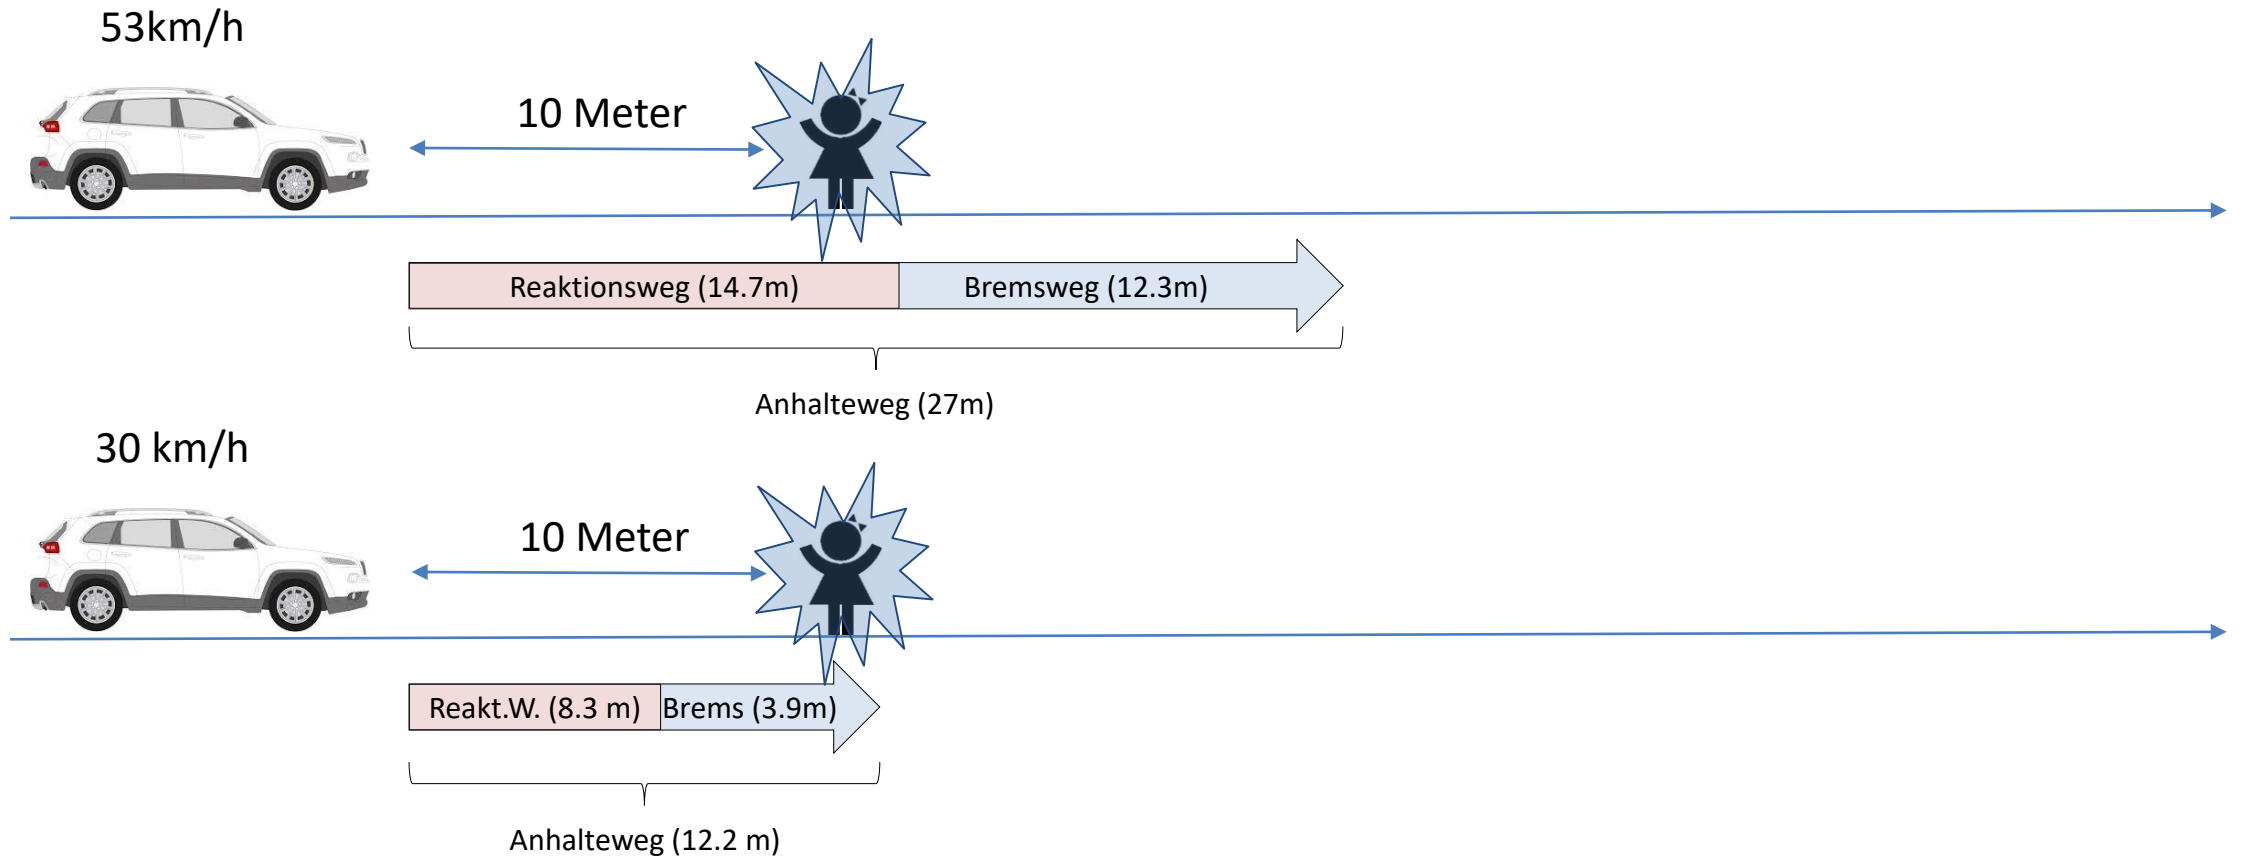 53km/h
10 Meter
Reaktionsweg (14.7m)
Bremsweg (12.3m)
Anhalteweg (27m)
30 km/h
10 Meter
Reakt.W. (8.3 m)
Brems (3.9m)
Anhalteweg (12.2 m)